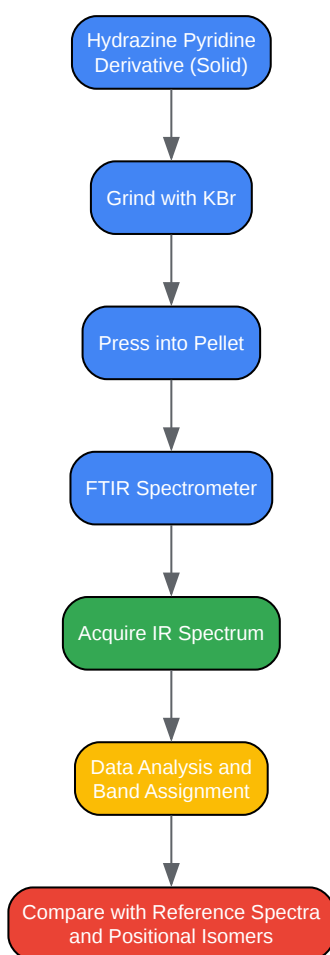 Hydrazine Pyridine
Derivative (Solid)
Grind with KBr
Press into Pellet
FTIR Spectrometer
Acquire IR Spectrum
Data Analysis and
Band Assignment
Compare with Reference Spectra
and Positional Isomers